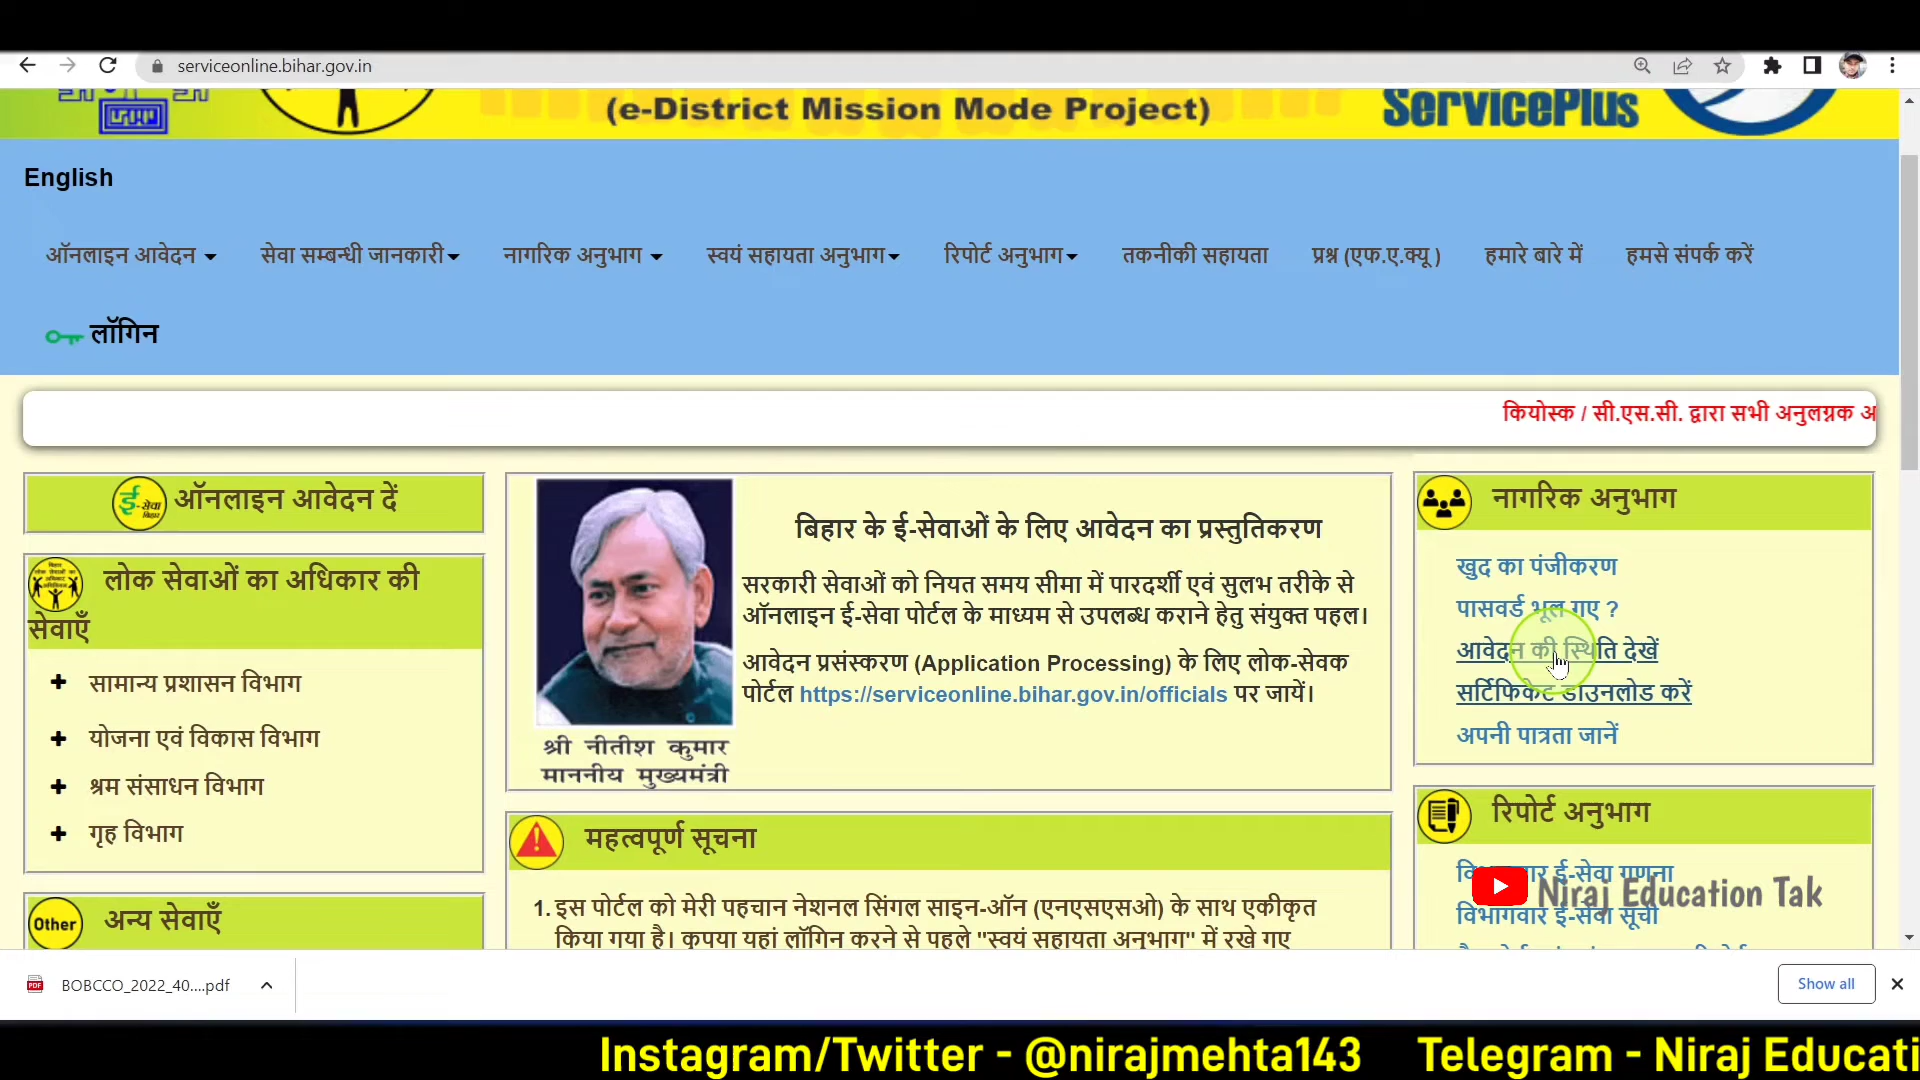 serviceonline.bihar.gov.in
(e-District Mission Mode Project)
ServicePlus
English
ऑनलाइन आवेदन
सेवा सम्बन्धी जानकारी
नागरिक अनुभाग
स्वयं सहायता अनुभाग
रिपोर्ट अनुभाग
तकनीकी सहायता
प्रश्न (एफ.ए.क्यू )
हमारे बारे में
हमसे संपर्क करें
लॉगिन
कियोस्क / सी.एस.सी. द्वारा सभी अनुलग्नक अ
ई-सेवा बिहार
ऑनलाइन आवेदन दें
लोक सेवाओं का अधिकार की
सेवाएँ
सामान्य प्रशासन विभाग
योजना एवं विकास विभाग
श्रम संसाधन विभाग
गृह विभाग
Other
अन्य सेवाएँ
बिहार के ई-सेवाओं के लिए आवेदन का प्रस्तुतिकरण
सरकारी सेवाओं को नियत समय सीमा में पारदर्शी एवं सुलभ तरीके से
ऑनलाइन ई-सेवा पोर्टल के माध्यम से उपलब्ध कराने हेतु संयुक्त पहल।
आवेदन प्रसंस्करण (Application Processing) के लिए लोक-सेवक
पोर्टल https://serviceonline.bihar.gov.in/officials पर जायें।
श्री नीतीश कुमार
माननीय मुख्यमंत्री
महत्वपूर्ण सूचना
1. इस पोर्टल को मेरी पहचान नेशनल सिंगल साइन-ऑन (एनएसएसओ) के साथ एकीकृत
किया गया है। कृपया यहां लॉगिन करने से पहले "स्वयं सहायता अनुभाग" में रखे गए
नागरिक अनुभाग
खुद का पंजीकरण
पासवर्ड भूल गए ?
आवेदन की स्थिति देखें
सर्टिफिकेट डाउनलोड करें
अपनी पात्रता जानें
रिपोर्ट अनुभाग
ई-सेवा गणना
विभागवार ई-सेवा सूची
Niraj Education Tak
BOBCCO_2022_40....pdf
Show all
Instagram/Twitter - @nirajmehta143
Telegram - Niraj Educati